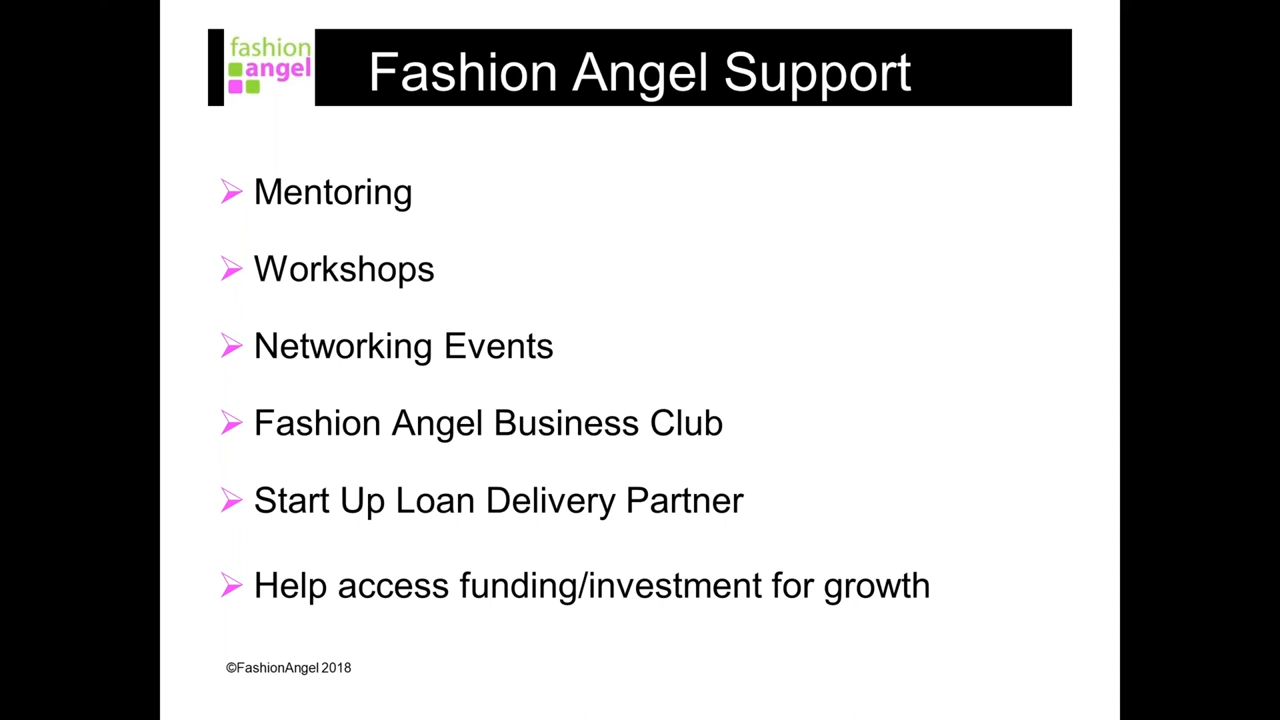 fashion
angel
Fashion Angel Support
Mentoring
Workshops
Networking Events
Fashion Angel Business Club
Start Up Loan Delivery Partner
Help access funding/investment for growth
©FashionAngel 2018